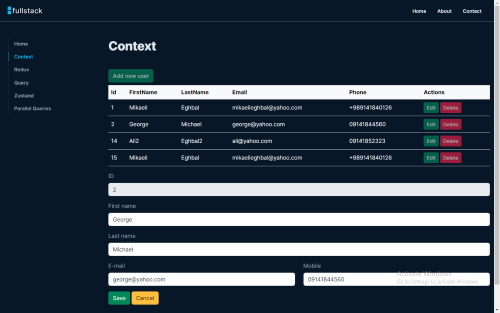 fullstack
Home About Contact
Home
Context
Redux
Query
Zustand
Parallel Queries
Context
Add new user
Id FirstName LastName Email Phone Actions
1 Mikaeil Eghbal mikaeileghbal@yahoo.com +989141840126 Edit Delete
2 George Michael george@yahoo.com 09141844560 Edit Delete
14 Ali2 Eghbal2 ali@yahoo.com 09141852323 Edit Delete
15 Mikaeil Eghbal mikaeileghbal@yahoo.com +989141840126 Edit Delete
ID
2
First name
George
Last name
Michael
E-mail Mobile
george@yahoo.com 09141844560
Activate Windows
Go to Settings to activate Windows.
Save Cancel